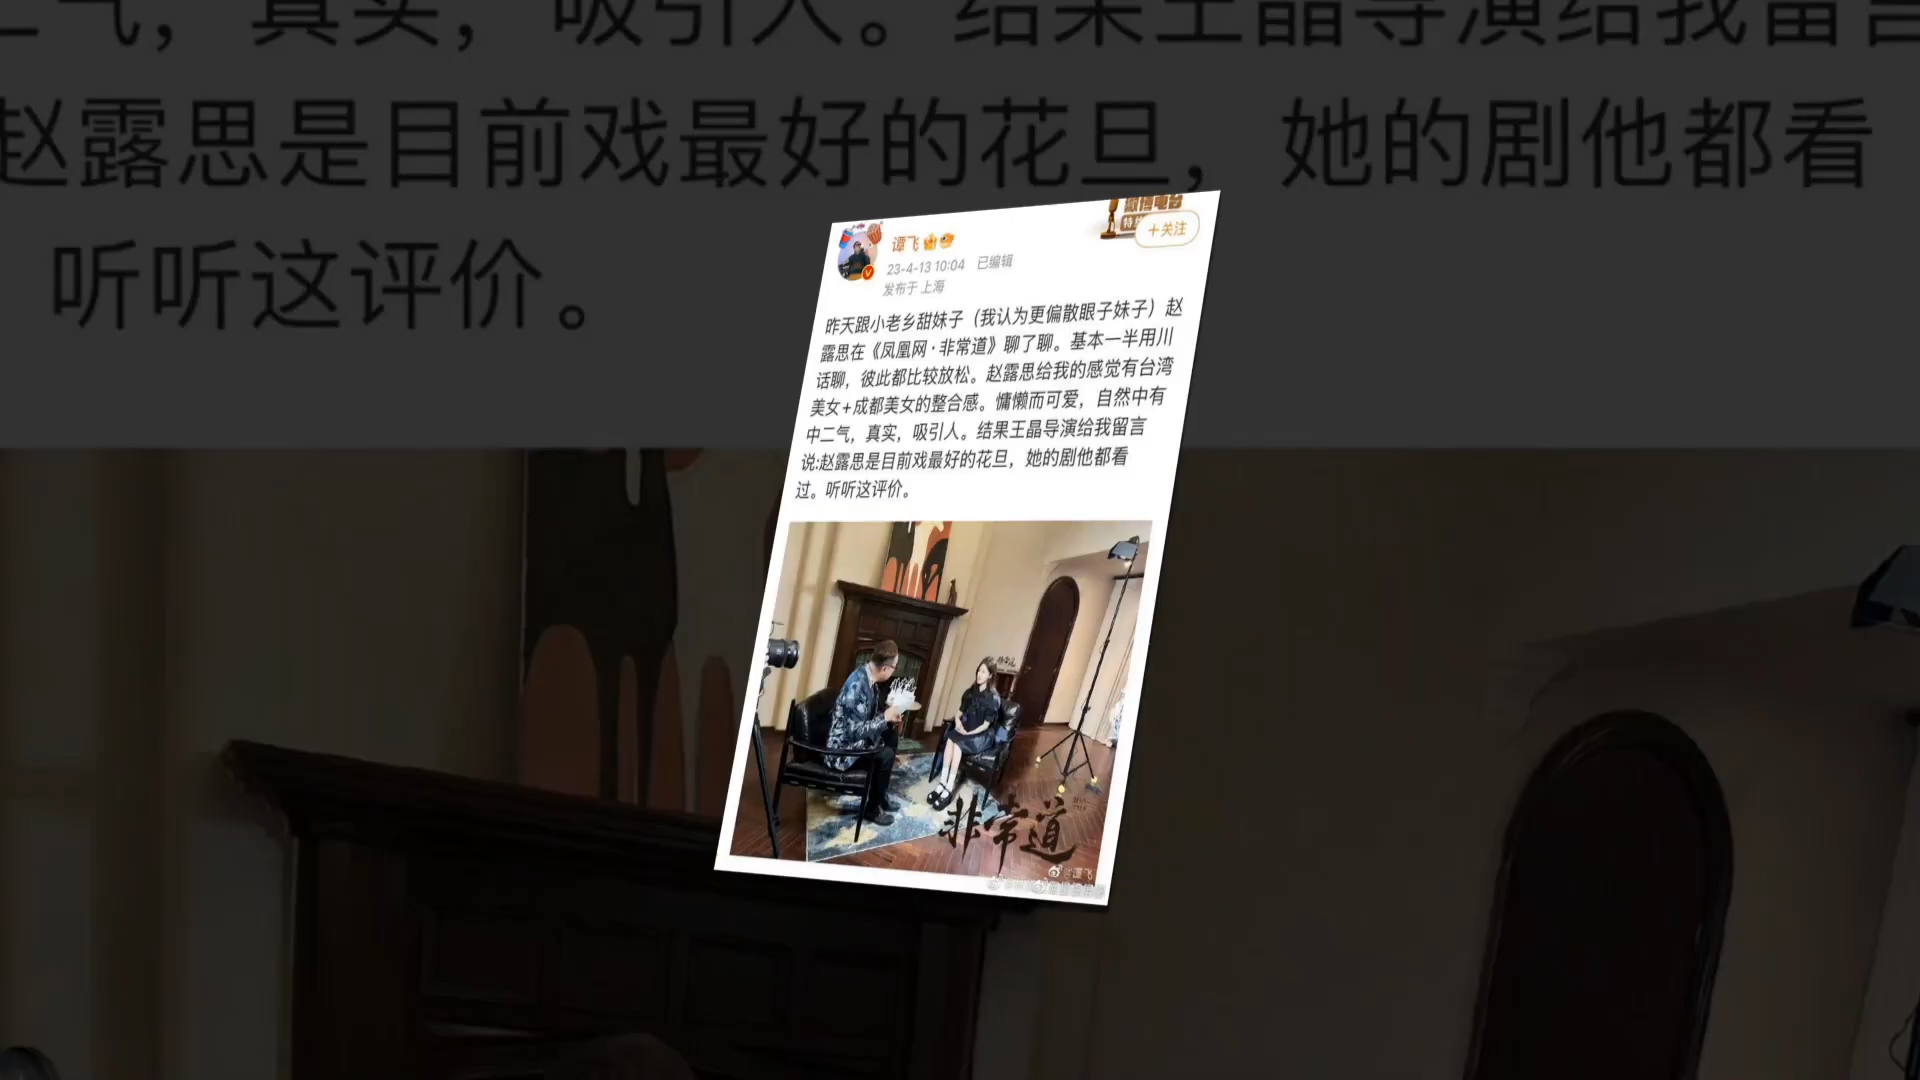 二气，真实，吸引人。结果王晶导演给我留言
赵露思是目前戏最好的花旦，她的剧他都看
听听这评价。
谭飞
+关注
23-4-13 10:04 已编辑
发布于 上海
昨天跟小老乡甜妹子（我认为更偏散眼子妹子）赵
露思在《凤凰网·非常道》聊了聊。基本一半用川
话聊，彼此都比较放松。赵露思给我的感觉有台湾
美女+成都美女的整合感。慵懒而可爱，自然中有
中二气，真实，吸引人。结果王晶导演给我留言
说:赵露思是目前戏最好的花旦，她的剧他都看
过。听听这评价。
非常道
@谭飞